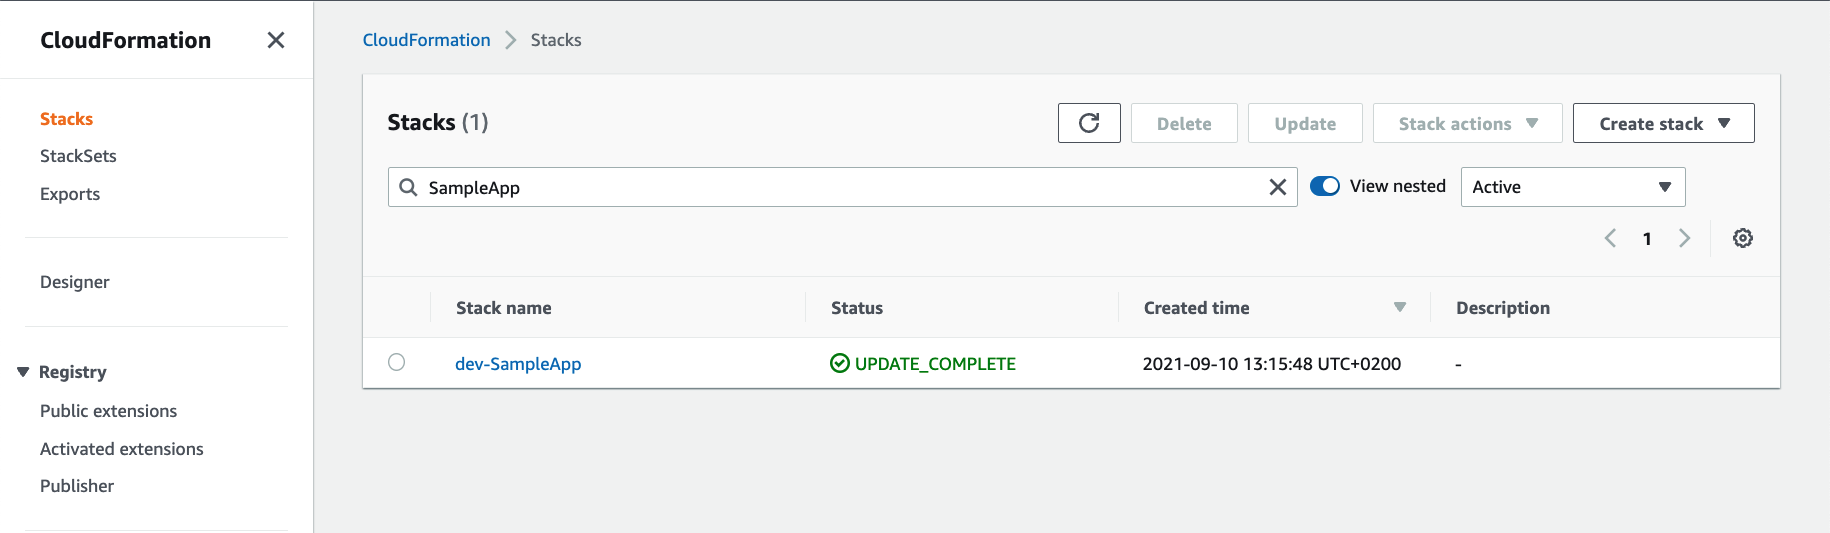 CloudFormation
Stacks
StackSets
Exports
Designer
Registry
Public extensions
Activated extensions
Publisher
CloudFormation Stacks
Stacks (1)
Delete Update Stack actions Create stack
SampleApp View nested Active
1
Stack name Status Created time Description
dev-SampleApp UPDATE_COMPLETE 2021-09-10 13:15:48 UTC+0200 -